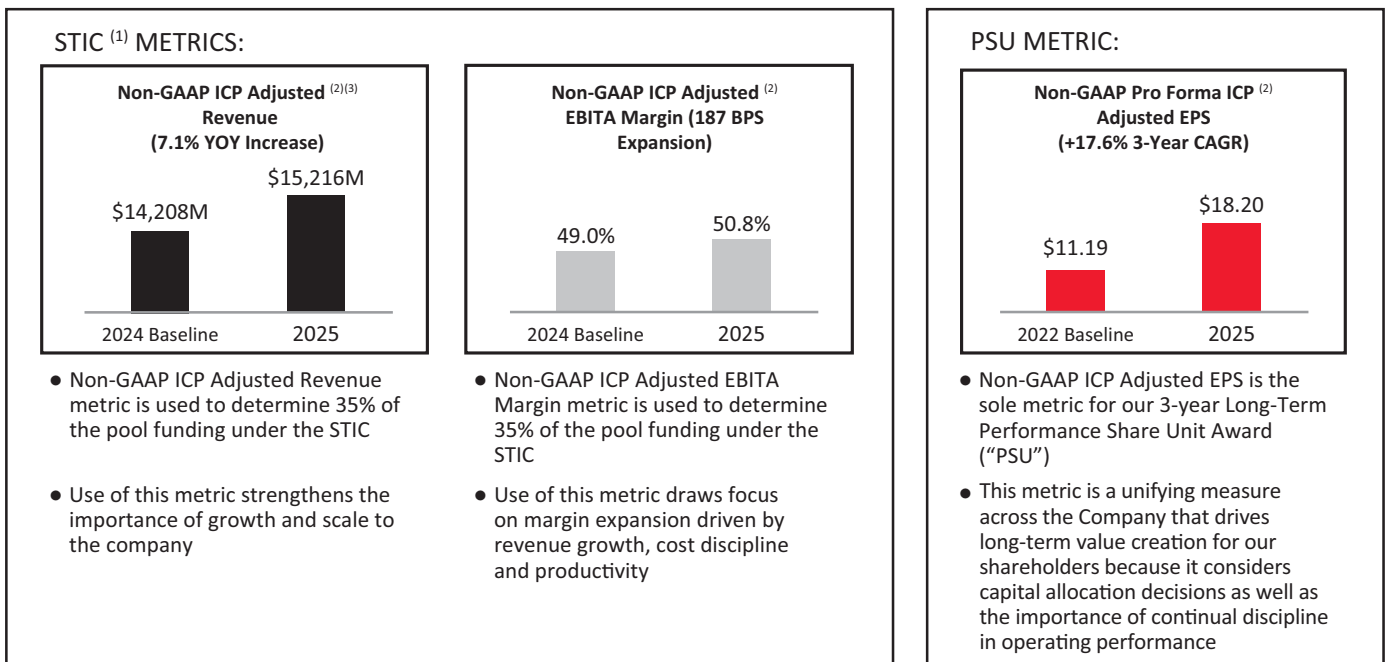 STIC (1) METRICS:
Non-GAAP ICP Adjusted (2)(3)
Revenue
(7.1% YOY Increase)
$14,208M
$15,216M
2024 Baseline
2025
● Non-GAAP ICP Adjusted Revenue
metric is used to determine 35% of
the pool funding under the STIC
● Use of this metric strengthens the
importance of growth and scale to
the company
Non-GAAP ICP Adjusted (2)
EBITA Margin (187 BPS
Expansion)
49.0%
50.8%
2024 Baseline
2025
● Non-GAAP ICP Adjusted EBITA
Margin metric is used to determine
35% of the pool funding under the
STIC
● Use of this metric draws focus
on margin expansion driven by
revenue growth, cost discipline
and productivity
PSU METRIC:
Non-GAAP Pro Forma ICP (2)
Adjusted EPS
(+17.6% 3-Year CAGR)
$11.19
$18.20
2022 Baseline
2025
● Non-GAAP ICP Adjusted EPS is the
sole metric for our 3-year Long-Term
Performance Share Unit Award
(“PSU”)
● This metric is a unifying measure
across the Company that drives
long-term value creation for our
shareholders because it considers
capital allocation decisions as well as
the importance of continual discipline
in operating performance